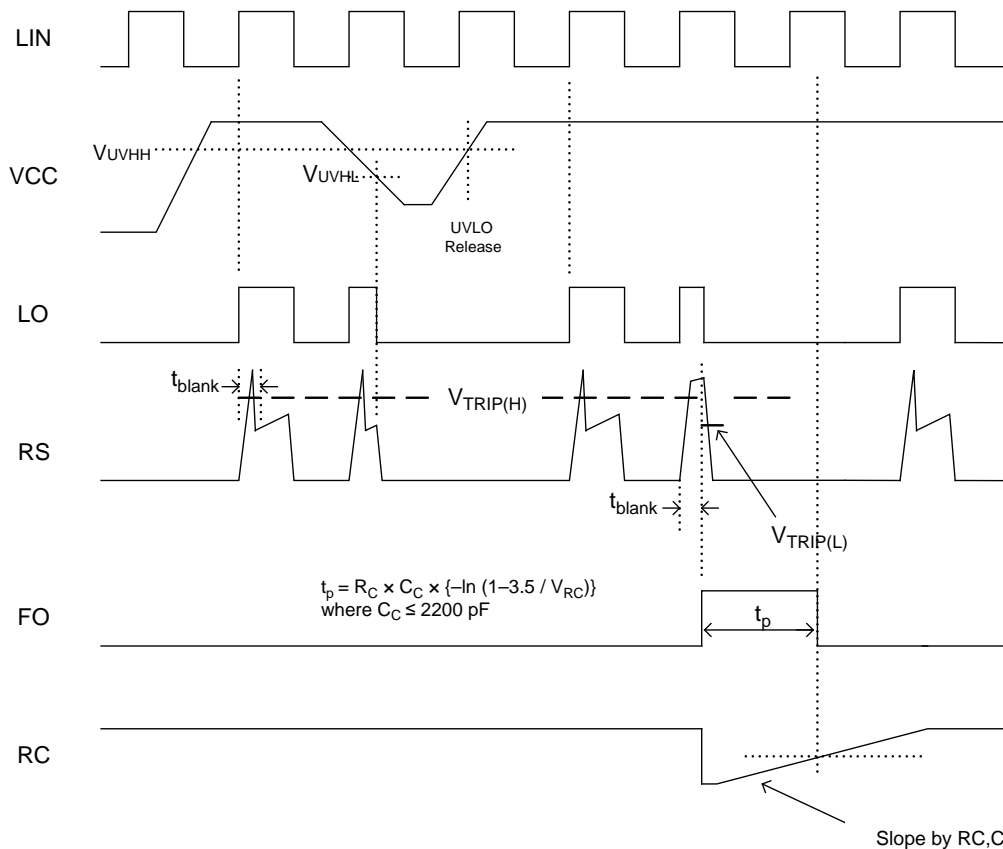 LIN
VUVHH
VCC
VUVHL
UVLO
Release
LO
tblank
VTRIP(H)
RS
tblank
VTRIP(L)
tp = RC × CC × {–ln (1–3.5 / VRC)}
where CC ≤ 2200 pF
FO
tp
RC
Slope by RC,C